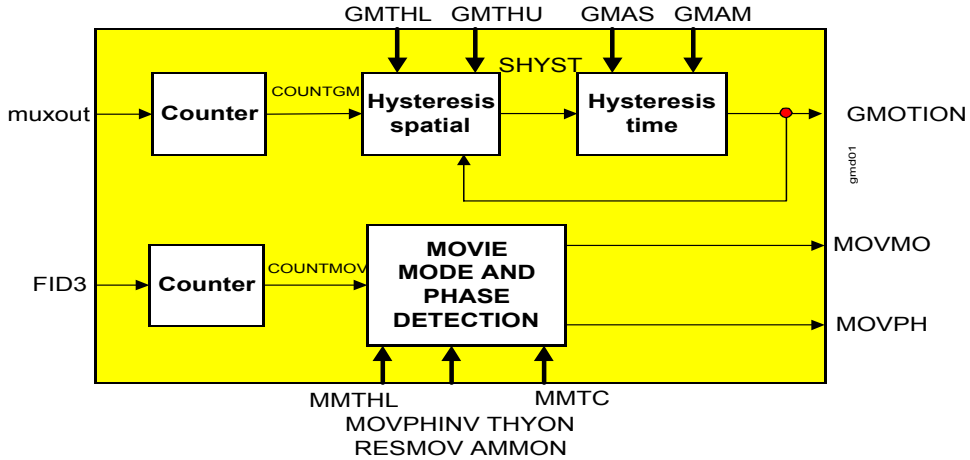 GMTHL GMTHU GMAS GMAM
SHYST
muxout
Counter
COUNTGM
Hysteresis
spatial
Hysteresis
time
GMOTION
gmd01
FID3
Counter
COUNTMOV
MOVIE
MODE AND
PHASE
DETECTION
MOVMO
MOVPH
MMTHL MMTC
MOVPHINV THYON
RESMOV AMMON